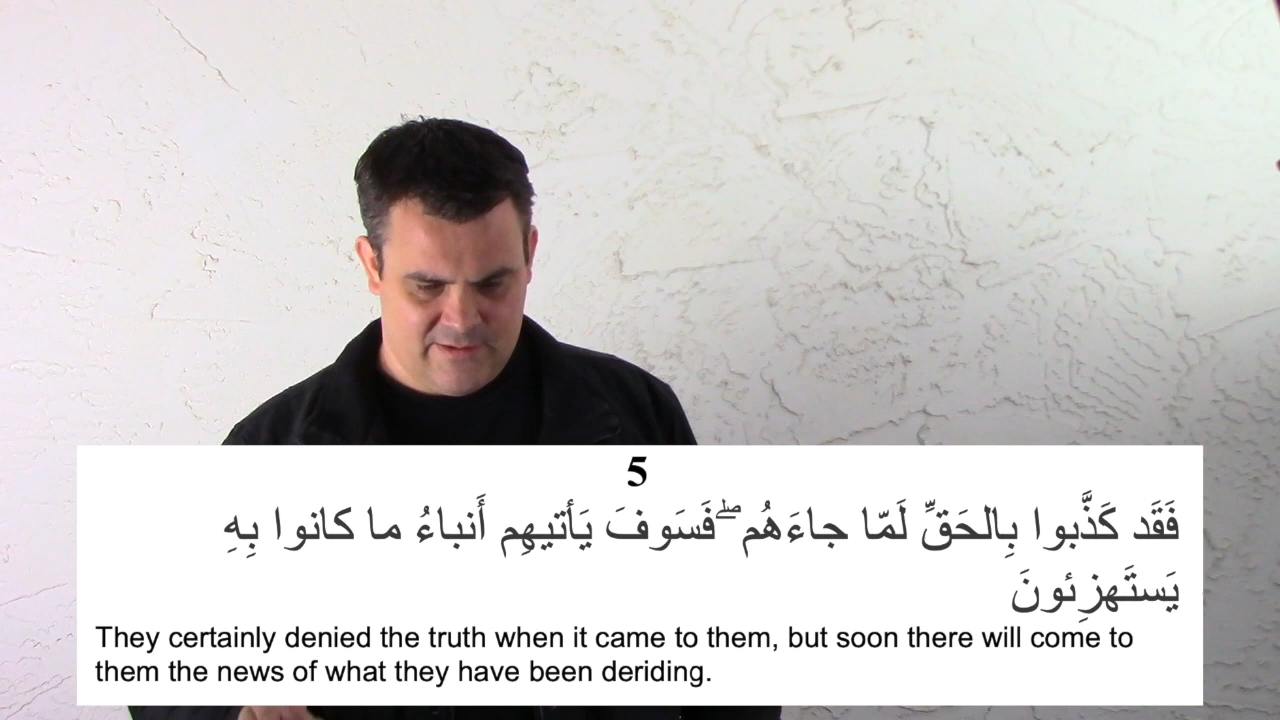 5
فَقَد كَذَّبوا بِالحَقِّ لَمّا جاءَهُم ۖ فَسَوفَ يَأتيهِم أَنباءُ ما كانوا بِهِ
يَستَهزِئونَ
They certainly denied the truth when it came to them, but soon there will come to
them the news of what they have been deriding.